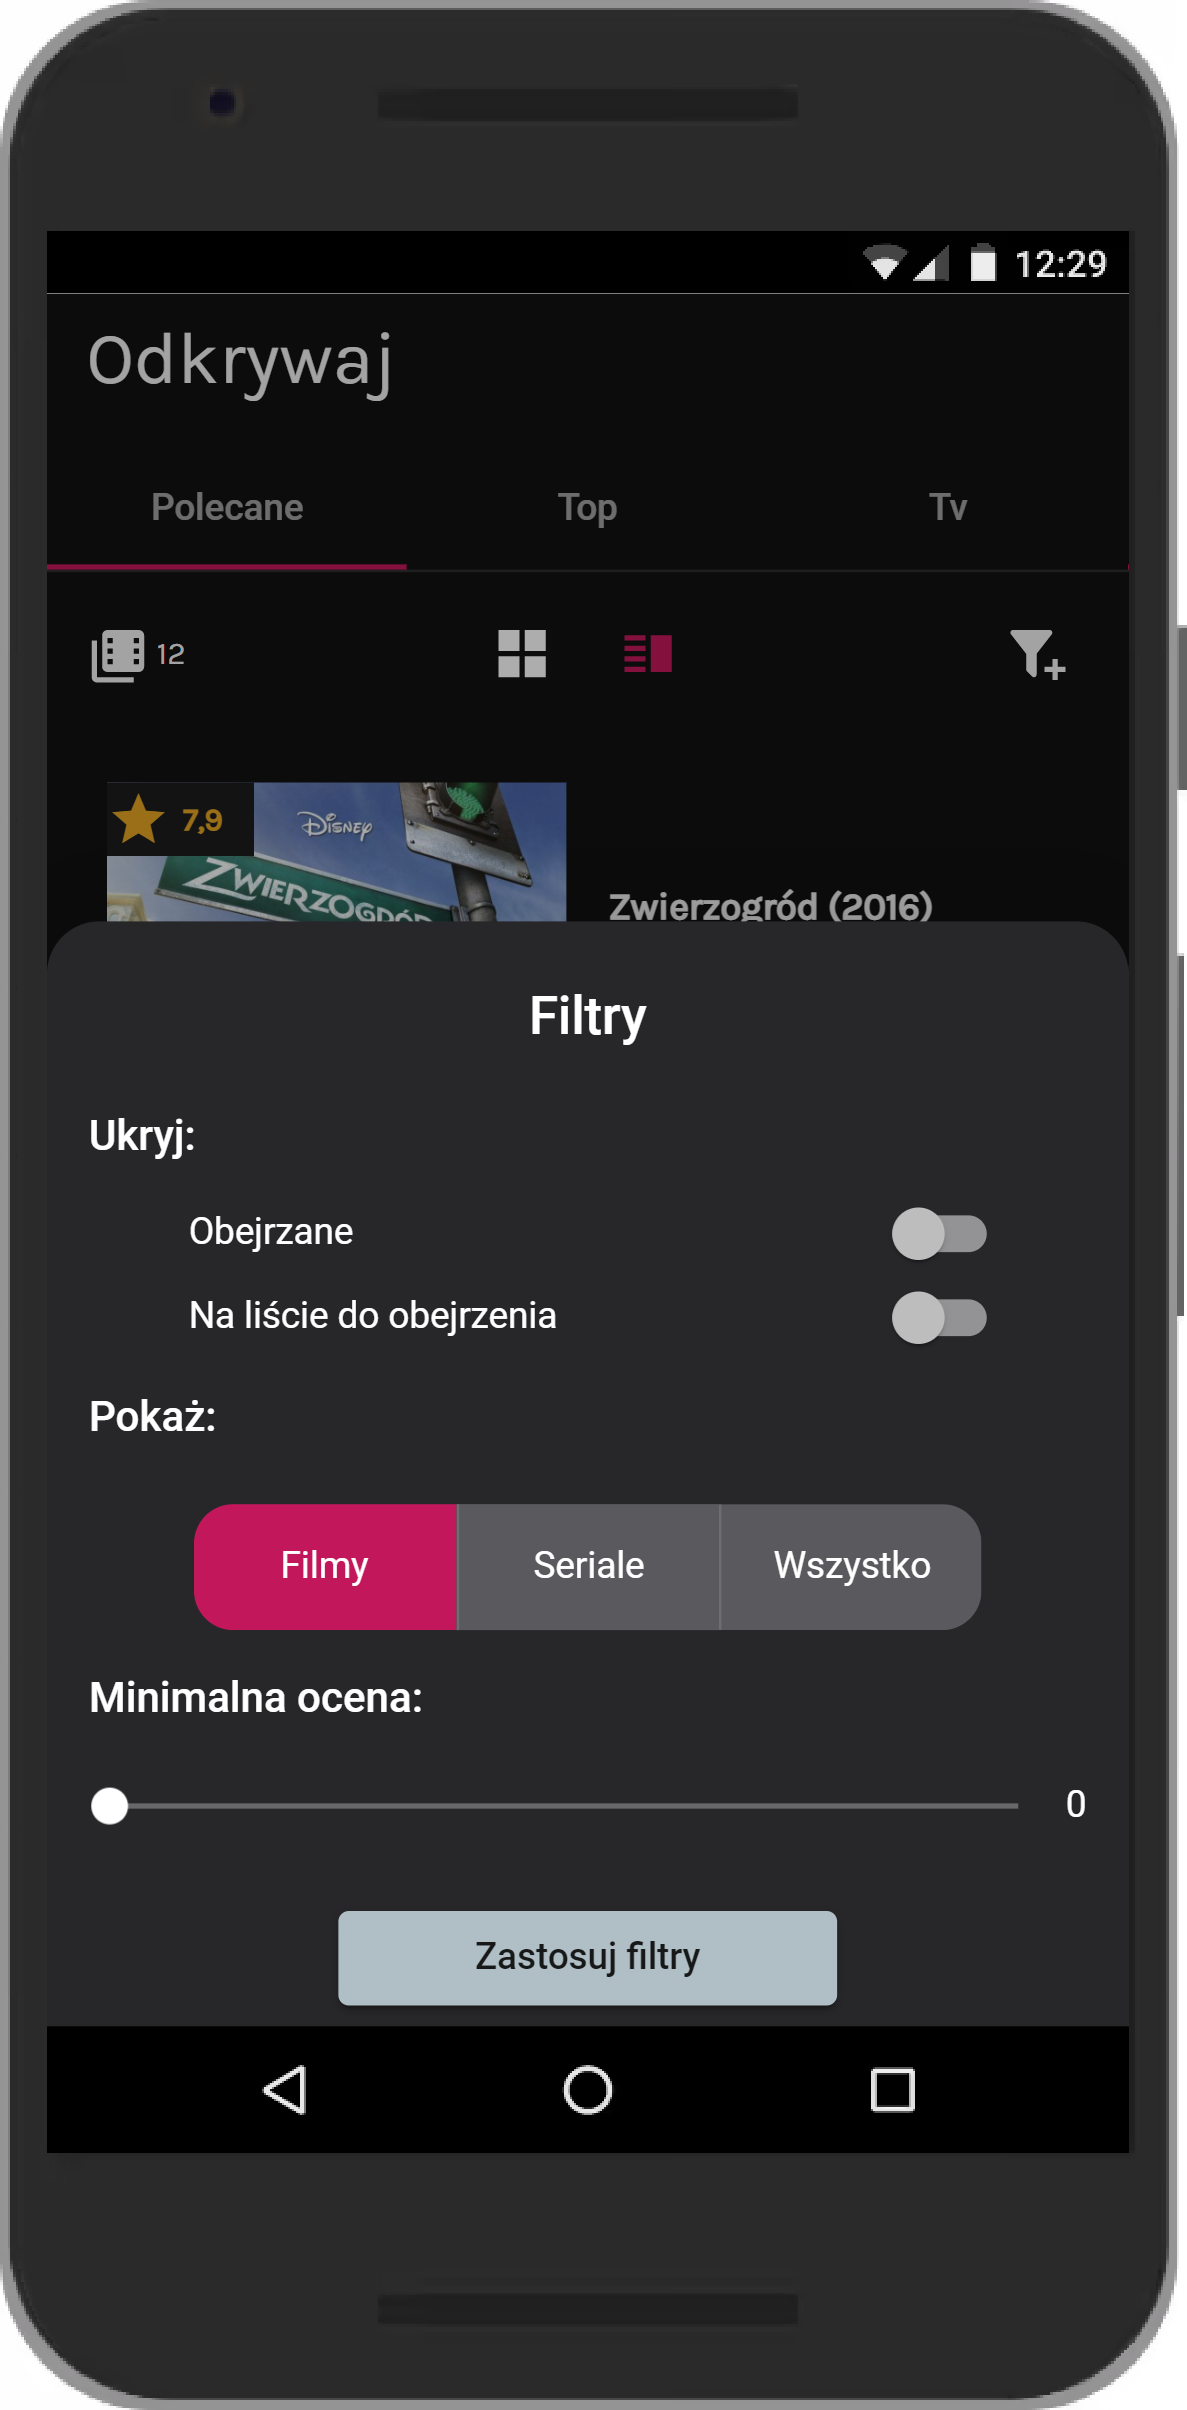 12:29
Odkrywaj
Polecane Top Tv
12
7,9
Disney
Zwierzogród
Zwierzogród (2016)
Filtry
Ukryj:
Obejrzane
Na liście do obejrzenia
Pokaż:
Filmy Seriale Wszystko
Minimalna ocena:
0
Zastosuj filtry